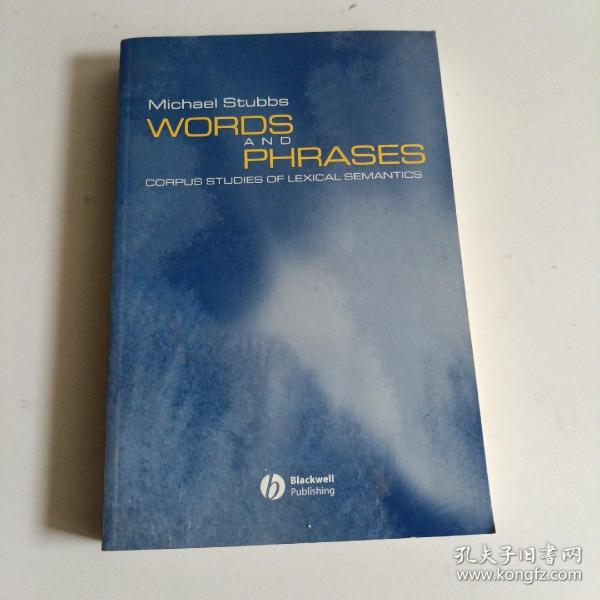 Michael Stubbs
WORDS
AND
PHRASES
CORPUS STUDIES OF LEXICAL SEMANTICS
b
Blackwell
Publishing
孔夫子旧书网
www.kongfz.com